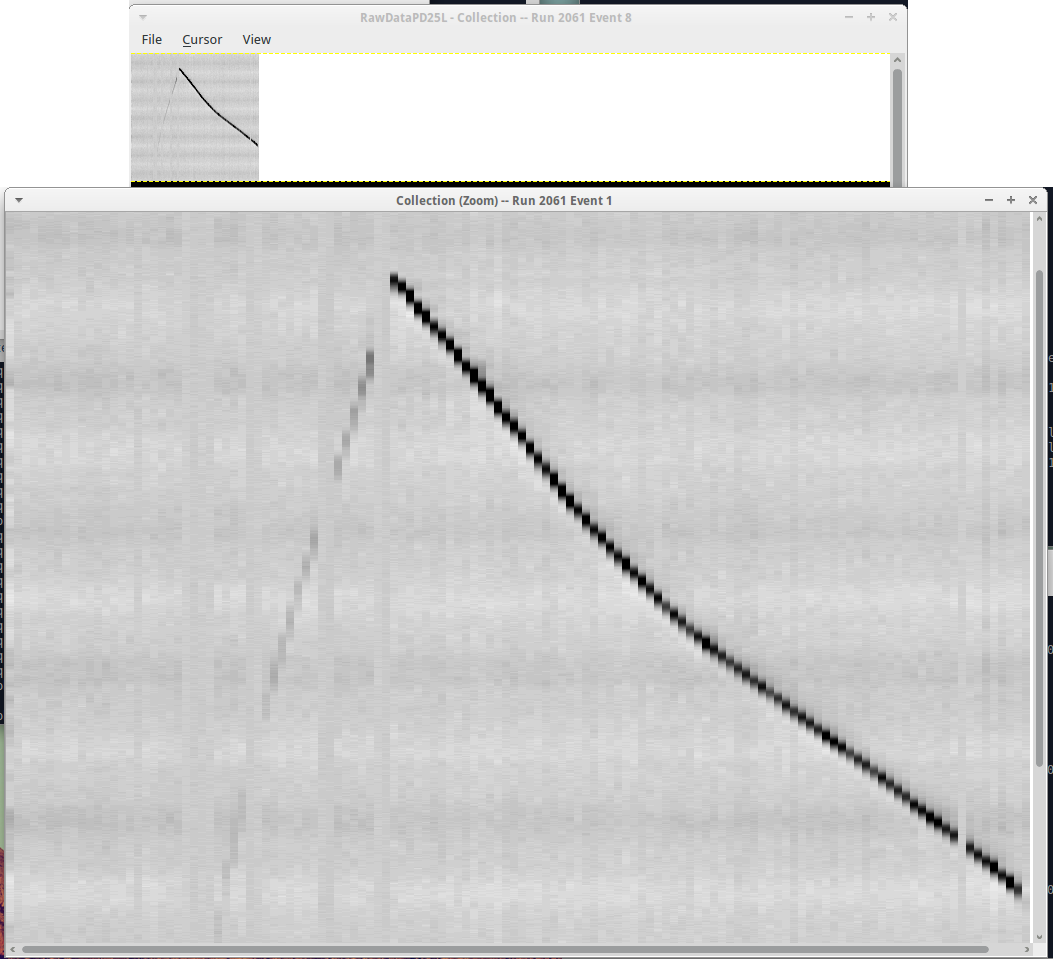 RawDataPD25L - Collection -- Run 2061 Event 8
File Cursor View
Collection (Zoom) -- Run 2061 Event 1